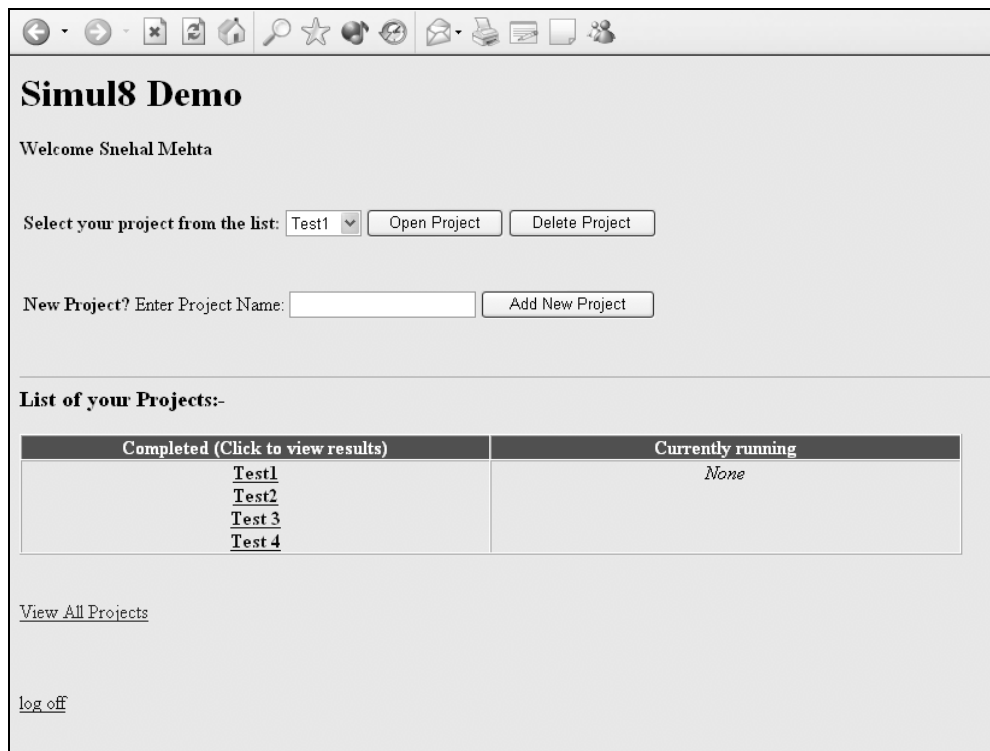 Simul8 Demo
Welcome Snehal Mehta
Select your project from the list: Test1 Open Project Delete Project
New Project? Enter Project Name: Add New Project
List of your Projects:-
Completed (Click to view results) Currently running
Test1 None
Test2
Test 3
Test 4
View All Projects
log off